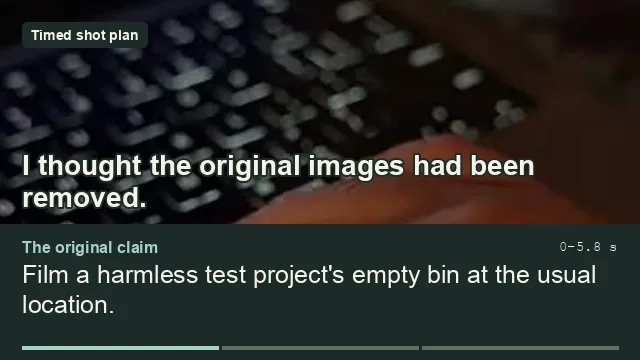 Timed shot plan
I thought the original images had been
removed.
The original claim
0–5.8 s
Film a harmless test project's empty bin at the usual
location.